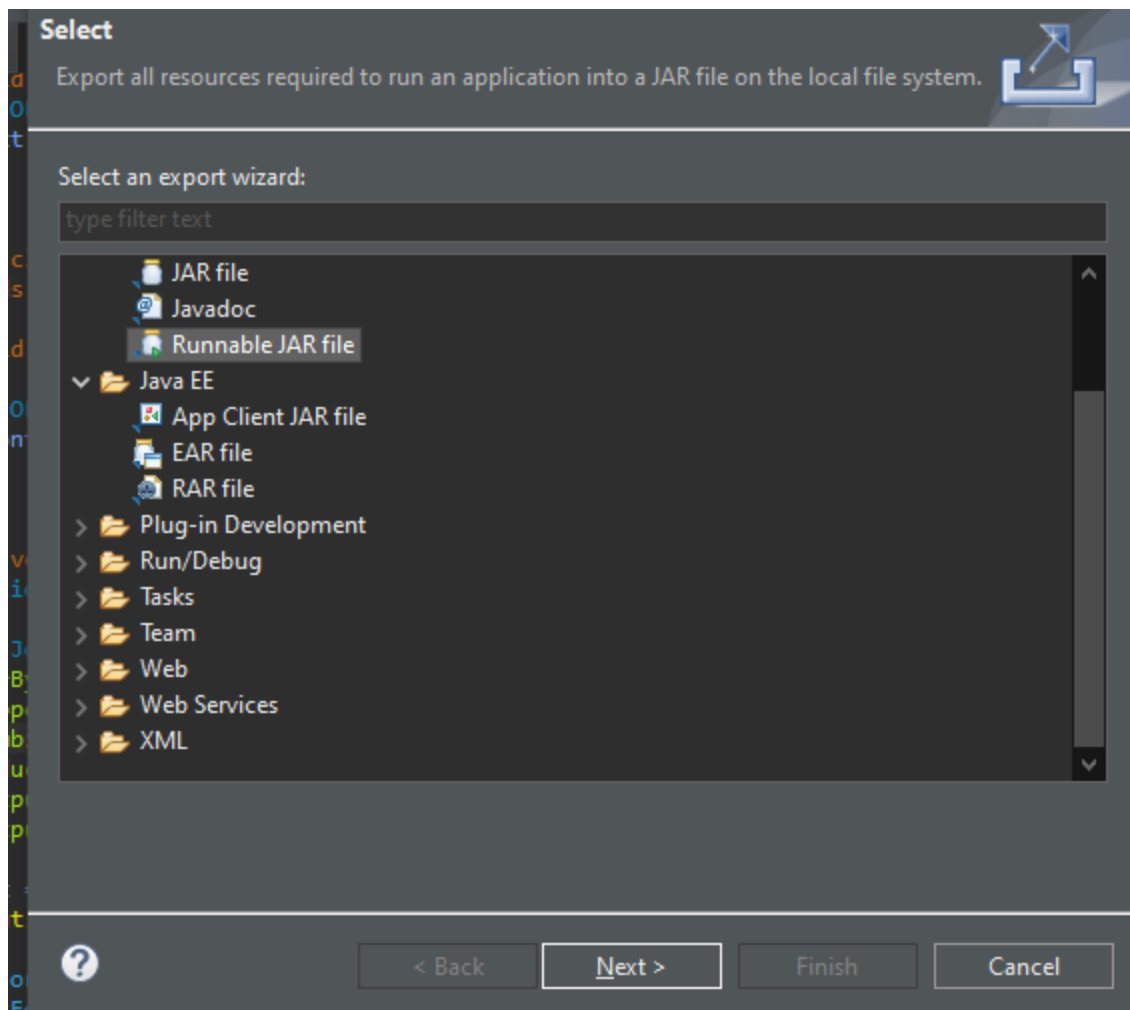 Select
Export all resources required to run an application into a JAR file on the local file system.
Select an export wizard:
type filter text
JAR file
Javadoc
Runnable JAR file
Java EE
App Client JAR file
EAR file
RAR file
Plug-in Development
Run/Debug
Tasks
Team
Web
Web Services
XML
?
< Back
Next >
Finish
Cancel